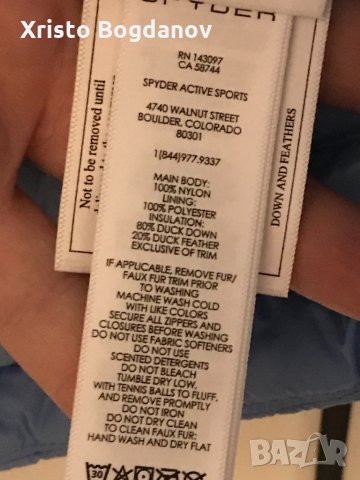 Xristo Bogdanov
SPYDER
RN 143097
CA 58744
SPYDER ACTIVE SPORTS
4740 WALNUT STREET
BOULDER, COLORADO
80301
1(844)977.9337
MAIN BODY:
100% NYLON
LINING:
100% POLYESTER
INSULATION:
80% DUCK DOWN
20% DUCK FEATHER
EXCLUSIVE OF TRIM
IF APPLICABLE, REMOVE FUR/
FAUX FUR TRIM PRIOR
TO WASHING
MACHINE WASH COLD
WITH LIKE COLORS
SECURE ALL ZIPPERS AND
CLOSURES BEFORE WASHING
DO NOT USE FABRIC SOFTENERS
DO NOT USE
SCENTED DETERGENTS
DO NOT BLEACH
TUMBLE DRY LOW,
WITH TENNIS BALLS TO FLUFF,
AND REMOVE PROMPTLY
DO NOT IRON
DO NOT DRY CLEAN
TO CLEAN FAUX FUR:
HAND WASH AND DRY FLAT
30
Not to be removed until
DOWN AND FEATHERS
BAZAR.BG